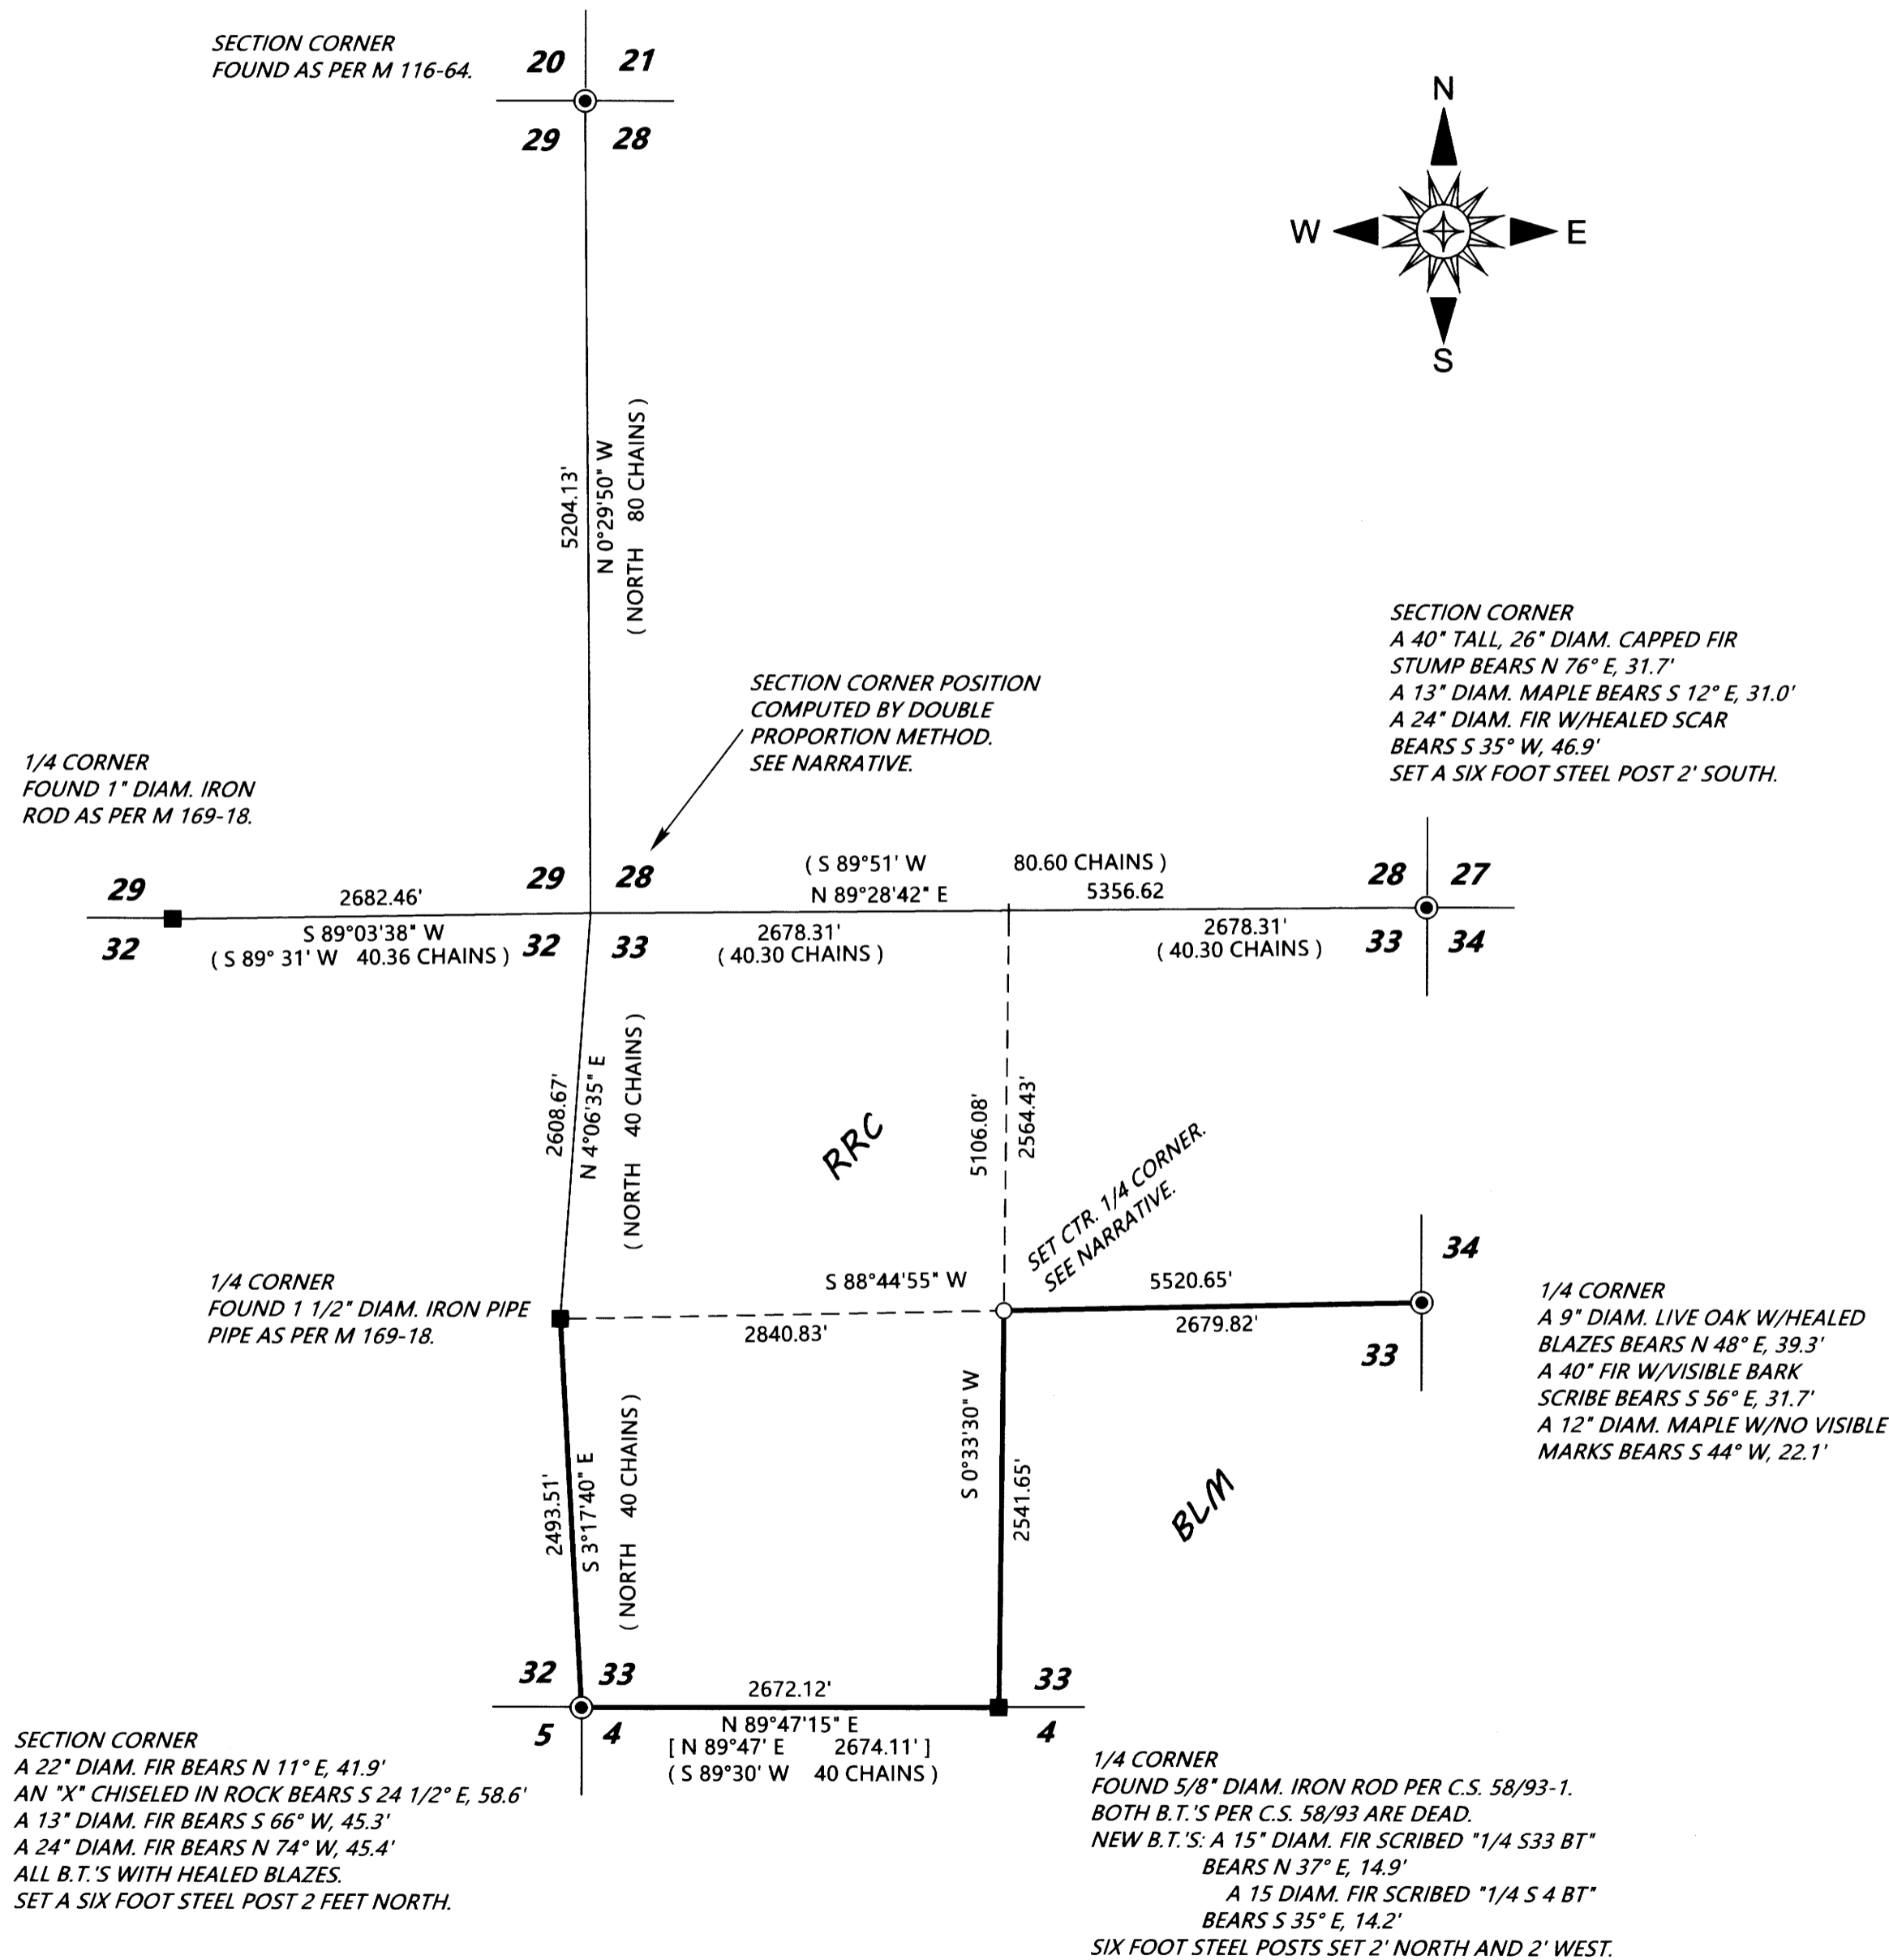 SECTION CORNER
FOUND AS PER M 116-64.
20 21
29 28
N
W E
S
5204.13'
N 0°29'50" W
( NORTH 80 CHAINS )
SECTION CORNER
A 40" TALL, 26" DIAM. CAPPED FIR
STUMP BEARS N 76° E, 31.7'
A 13" DIAM. MAPLE BEARS S 12° E, 31.0'
A 24" DIAM. FIR W/HEALED SCAR
BEARS S 35° W, 46.9'
SET A SIX FOOT STEEL POST 2' SOUTH.
SECTION CORNER POSITION
COMPUTED BY DOUBLE
PROPORTION METHOD.
SEE NARRATIVE.
1/4 CORNER
FOUND 1" DIAM. IRON
ROD AS PER M 169-18.
29
32
2682.46'
S 89°03'38" W
( S 89° 31' W 40.36 CHAINS )
29 28
32 33
( S 89°51' W 80.60 CHAINS )
N 89°28'42" E 5356.62
2678.31'
( 40.30 CHAINS )
2678.31'
( 40.30 CHAINS )
28 27
33 34
2608.67'
N 4°06'35" E
( NORTH 40 CHAINS )
RRC
5106.08'
2564.43'
SET CTR. 1/4 CORNER.
SEE NARRATIVE.
1/4 CORNER
FOUND 1 1/2" DIAM. IRON PIPE
PIPE AS PER M 169-18.
S 88°44'55" W 5520.65'
2840.83'
2679.82'
34
33
1/4 CORNER
A 9" DIAM. LIVE OAK W/HEALED
BLAZES BEARS N 48° E, 39.3'
A 40" FIR W/VISIBLE BARK
SCRIBE BEARS S 56° E, 31.7'
A 12" DIAM. MAPLE W/NO VISIBLE
MARKS BEARS S 44° W, 22.1'
2493.51'
S 3°17'40" E
( NORTH 40 CHAINS )
S 0°33'30" W
2541.65'
BLM
32 33
5 4
2672.12'
N 89°47'15" E
[ N 89°47' E 2674.11' ]
( S 89°30' W 40 CHAINS )
33
4
SECTION CORNER
A 22" DIAM. FIR BEARS N 11° E, 41.9'
AN "X" CHISELED IN ROCK BEARS S 24 1/2° E, 58.6'
A 13" DIAM. FIR BEARS S 66° W, 45.3'
A 24" DIAM. FIR BEARS N 74° W, 45.4'
ALL B.T.'S WITH HEALED BLAZES.
SET A SIX FOOT STEEL POST 2 FEET NORTH.
1/4 CORNER
FOUND 5/8" DIAM. IRON ROD PER C.S. 58/93-1.
BOTH B.T.'S PER C.S. 58/93 ARE DEAD.
NEW B.T.'S: A 15" DIAM. FIR SCRIBED "1/4 S33 BT"
BEARS N 37° E, 14.9'
A 15 DIAM. FIR SCRIBED "1/4 S 4 BT"
BEARS S 35° E, 14.2'
SIX FOOT STEEL POSTS SET 2' NORTH AND 2' WEST.